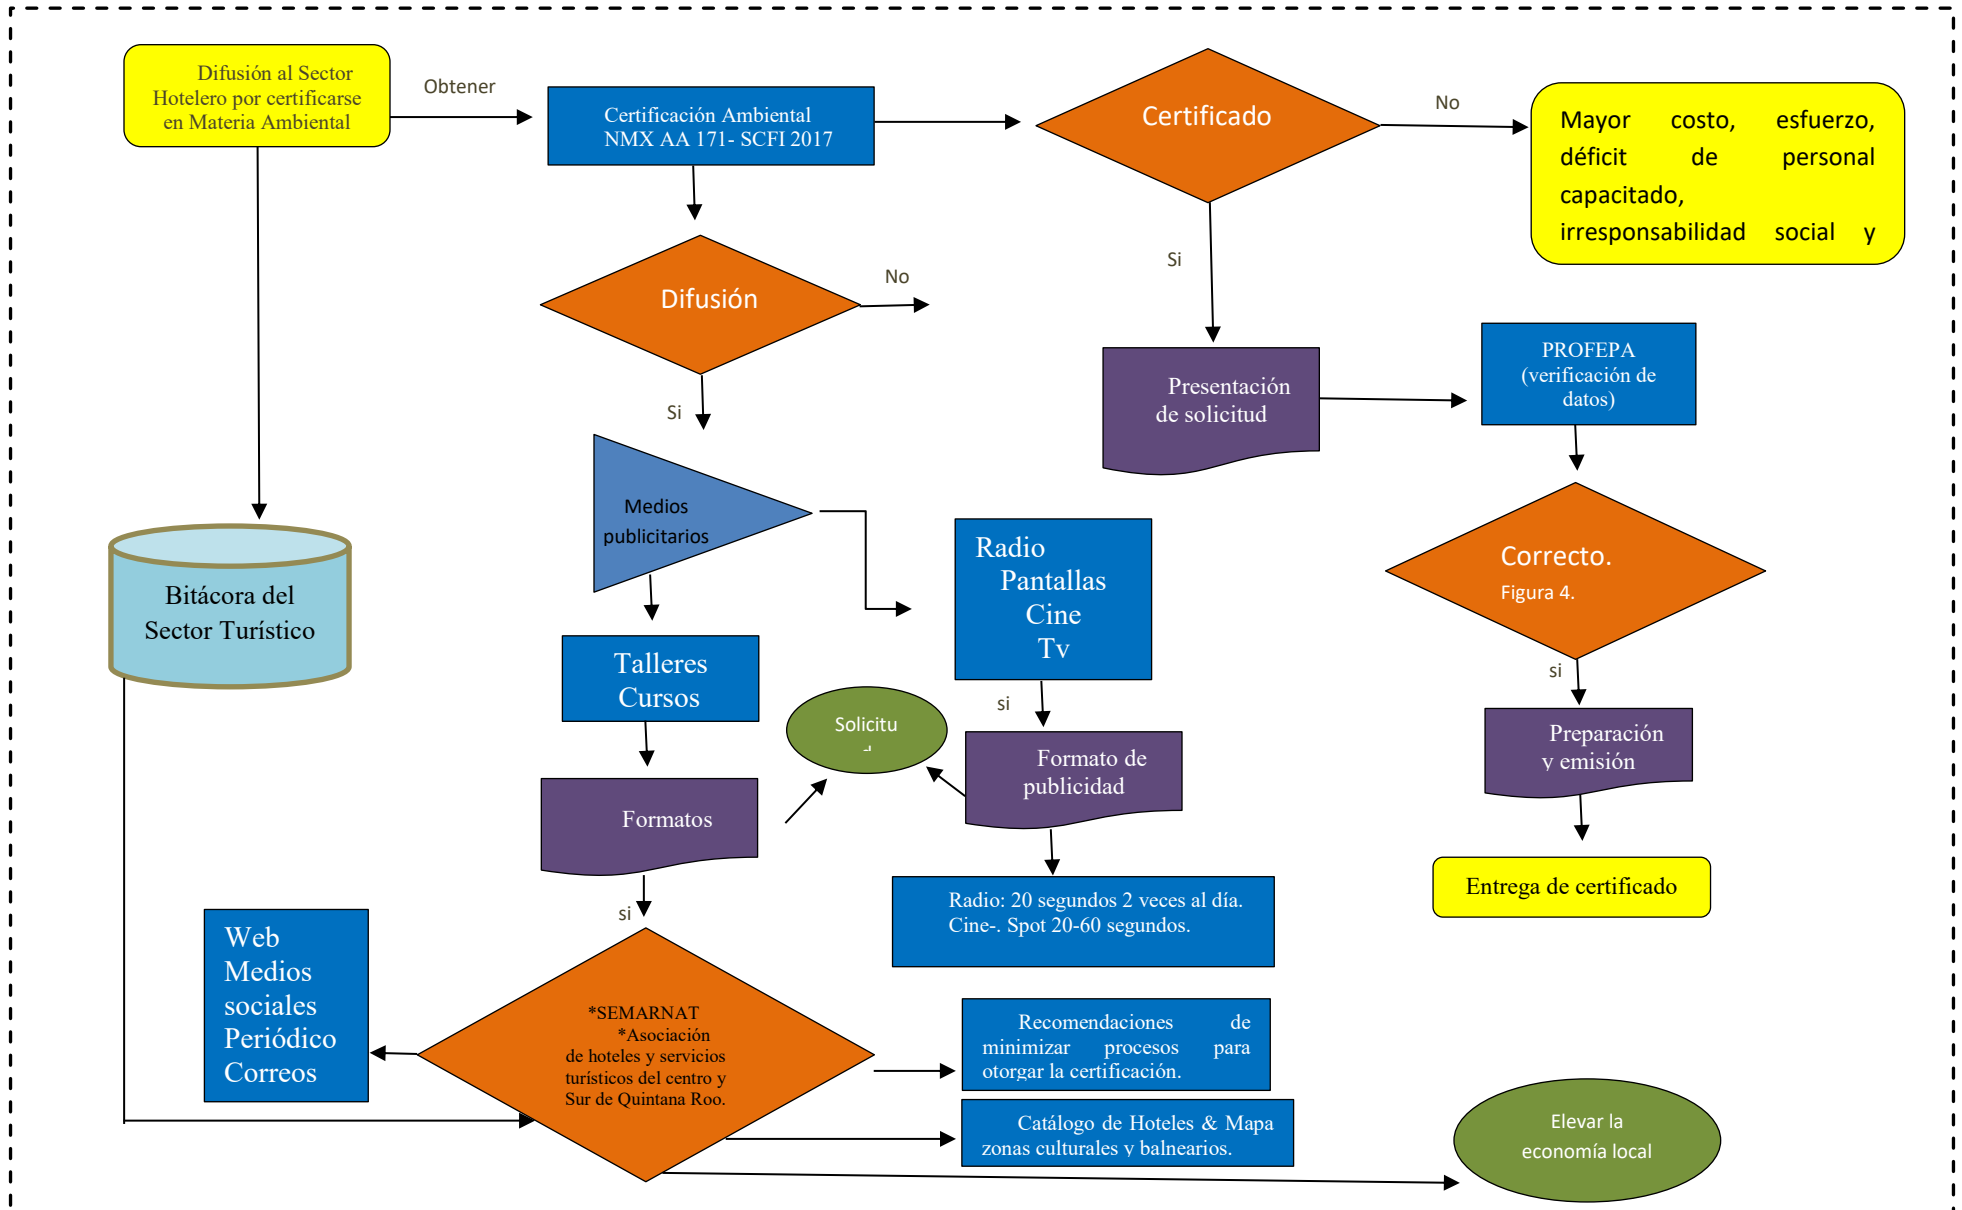 Difusión al Sector
Hotelero por certificarse
en Materia Ambiental
Obtener
Certificación Ambiental
NMX AA 171- SCFI 2017
Certificado
No
Mayor costo, esfuerzo,
déficit de personal
capacitado,
irresponsabilidad social y
Difusión
No
Si
Si
Presentación
de solicitud
PROFEPA
(verificación de
datos)
Medios
publicitarios
Radio
Pantallas
Cine
Tv
Correcto.
Figura 4.
Bitácora del
Sector Turístico
Talleres
Cursos
si
si
Solicitu
Formato de
publicidad
Preparación
y emisión
Formatos
Entrega de certificado
Radio: 20 segundos 2 veces al día.
Cine-. Spot 20-60 segundos.
si
Web
Medios
sociales
Periódico
Correos
*SEMARNAT
*Asociación
de hoteles y servicios
turísticos del centro y
Sur de Quintana Roo.
Recomendaciones de
minimizar procesos para
otorgar la certificación.
Catálogo de Hoteles & Mapa
zonas culturales y balnearios.
Elevar la
economía local